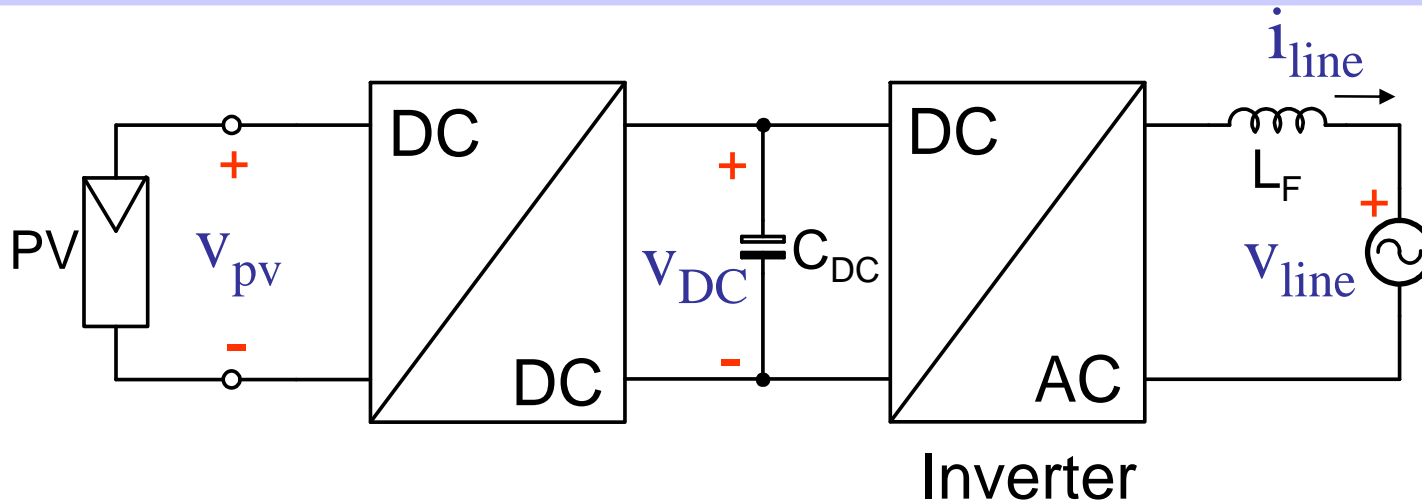 i_line
DC
DC
+
+
L_F
+
PV
v_pv
v_DC
C_DC
v_line
-
-
DC
AC
Inverter